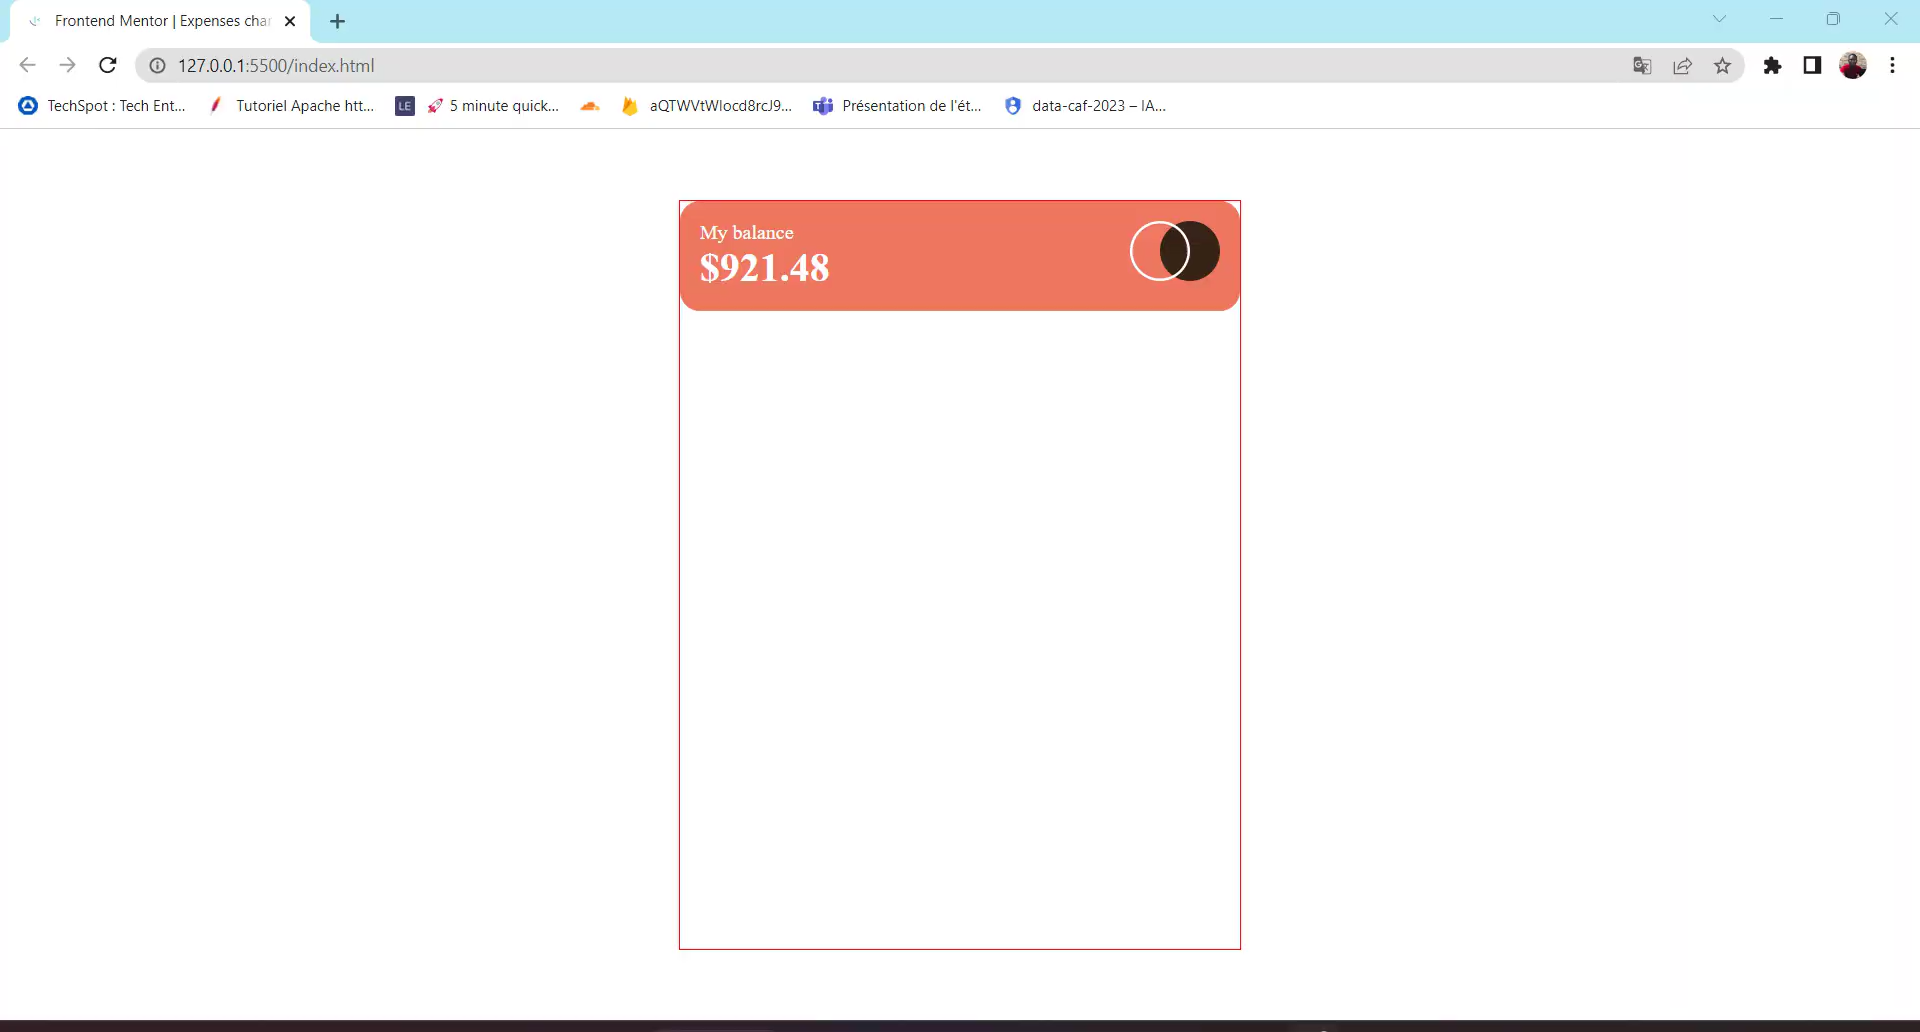 Frontend Mentor | Expenses char
127.0.0.1:5500/index.html
TechSpot : Tech Ent...
Tutoriel Apache htt...
LE
5 minute quick...
aQTWVtWlocd8rcJ9...
Présentation de l'ét...
data-caf-2023 – IA...
My balance
$921.48